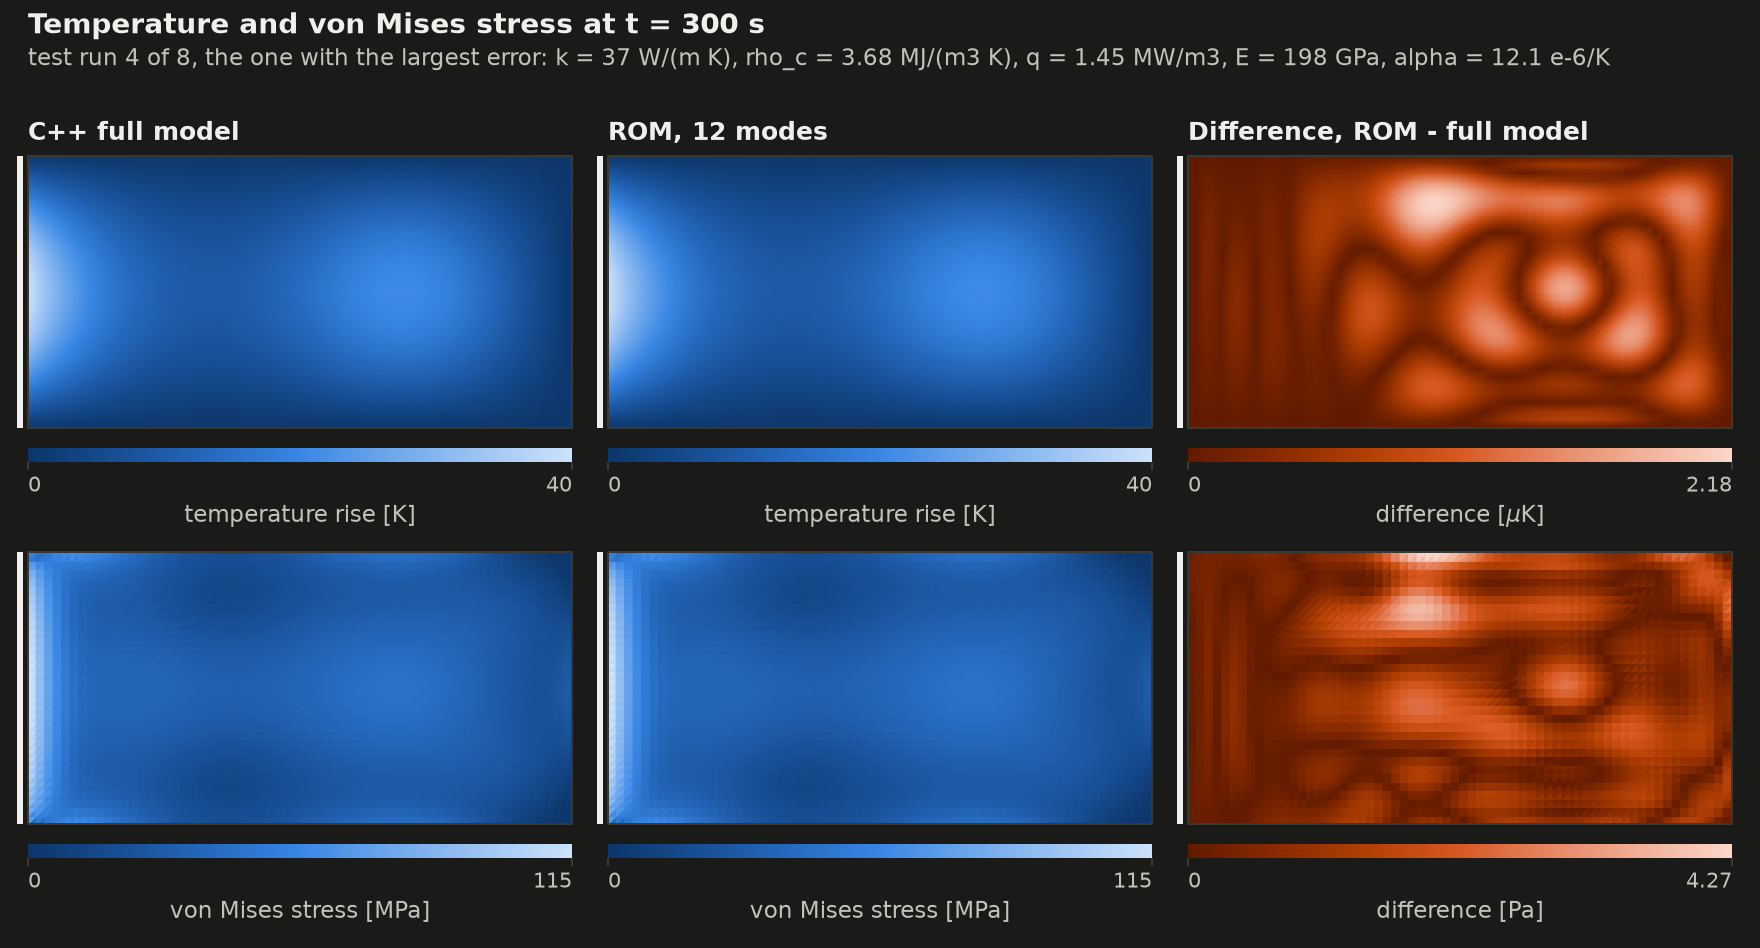 Temperature and von Mises stress at t = 300 s
test run 4 of 8, the one with the largest error: k = 37 W/(m K), rho_c = 3.68 MJ/(m3 K), q = 1.45 MW/m3, E = 198 GPa, alpha = 12.1 e-6/K
C++ full model
ROM, 12 modes
Difference, ROM - full model
0 40
temperature rise [K]
0 40
temperature rise [K]
0 2.18
difference [μK]
0 115
von Mises stress [MPa]
0 115
von Mises stress [MPa]
0 4.27
difference [Pa]